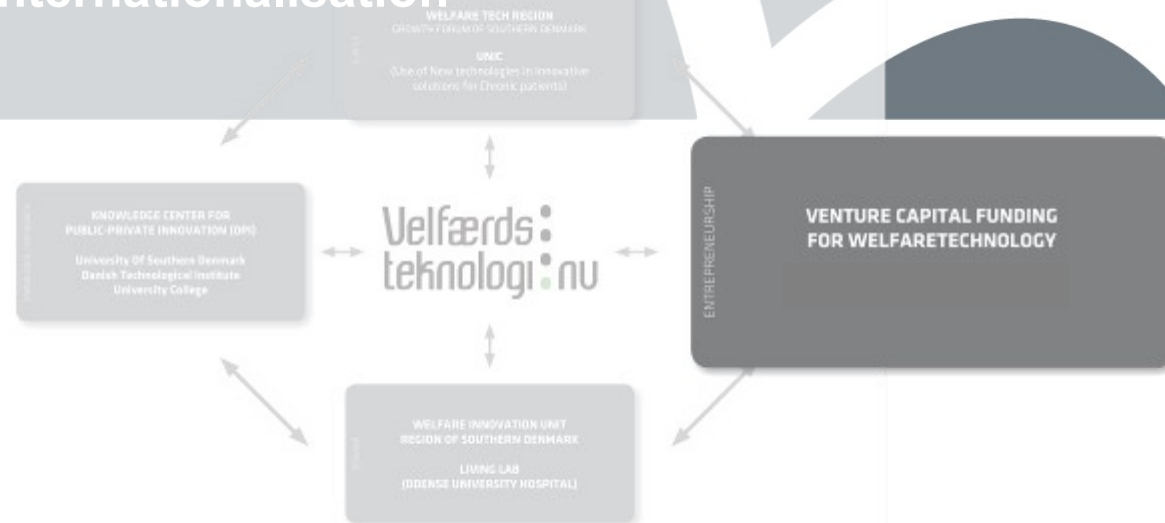 nternationalisation
WELFARE TECH REGION
GROWTH FORUM OF SOUTHERN DENMARK
UNIC
(Use of New technologies in Innovative
solutions for Chronic patients)
KNOWLEDGE CENTER FOR
PUBLIC-PRIVATE INNOVATION (OPI)
University Of Southern Denmark
Danish Technological Institute
University College
Velfærds
teknologi nu
ENTREPRENEURSHIP
VENTURE CAPITAL FUNDING
FOR WELFARETECHNOLOGY
WELFARE INNOVATION UNIT
REGION OF SOUTHERN DENMARK
LIVING LAB
(ODENSE UNIVERSITY HOSPITAL)